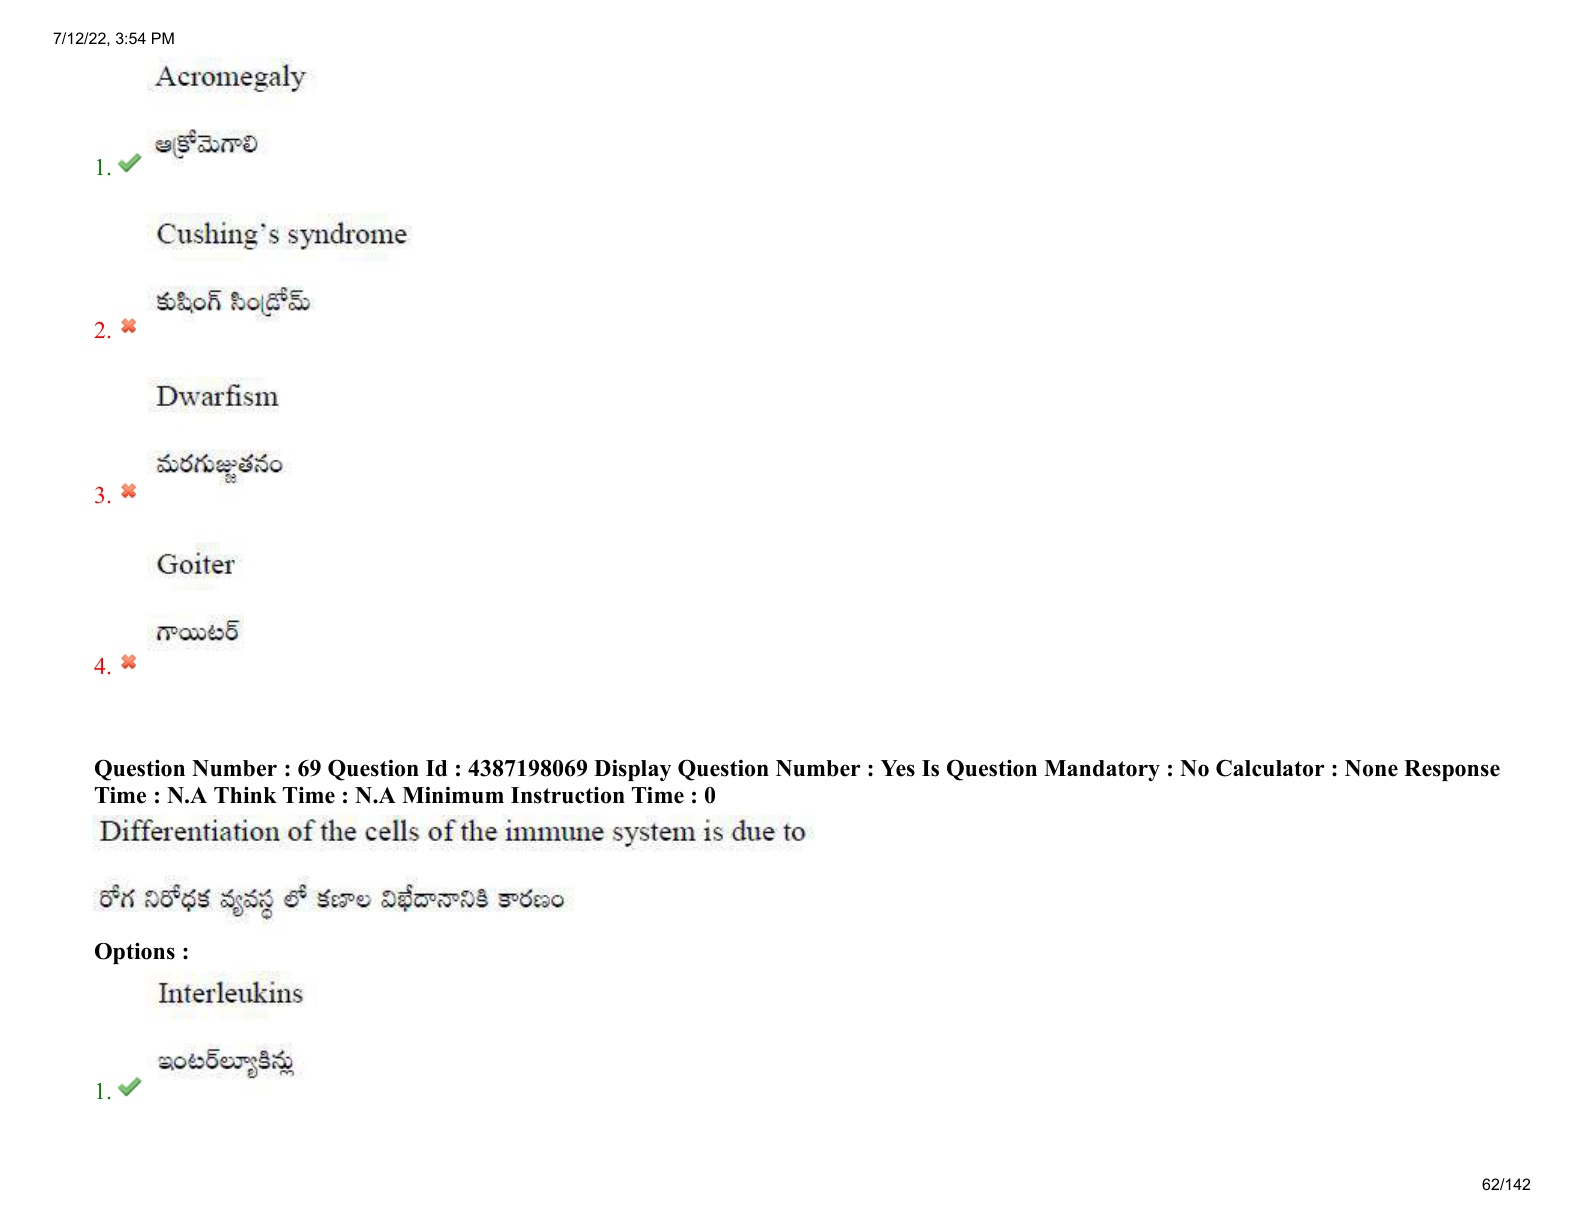 7/12/22, 3:54 PM
Acromegaly
ఆక్రోమెగాలి
1.
Cushing’s syndrome
కుషింగ్ సిండ్రోమ్
2.
Dwarfism
మరగుజ్జుతనం
3.
Goiter
గాయిటర్
4.
Question Number : 69 Question Id : 4387198069 Display Question Number : Yes Is Question Mandatory : No Calculator : None Response
Time : N.A Think Time : N.A Minimum Instruction Time : 0
Differentiation of the cells of the immune system is due to
రోగ నిరోధక వ్యవస్థ లో కణాల విభేదానానికి కారణం
Options :
Interleukins
ఇంటర్‌ల్యూకిన్లు
1.
62/142